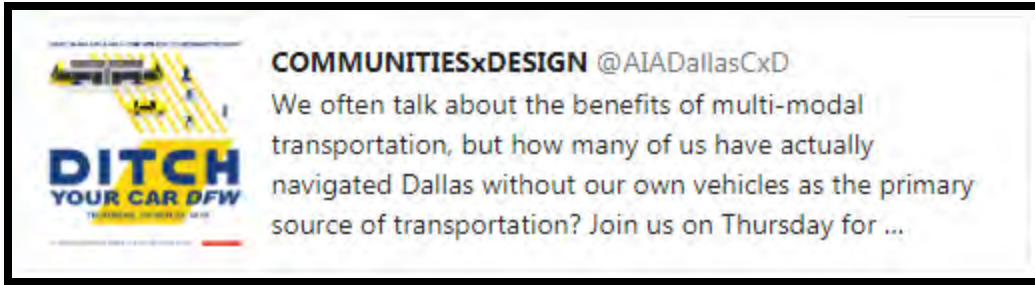 COMMUNITIESxDESIGN @AIADallasCxD
We often talk about the benefits of multi-modal
transportation, but how many of us have actually
navigated Dallas without our own vehicles as the primary
source of transportation? Join us on Thursday for ...
DITCH
YOUR CAR DFW